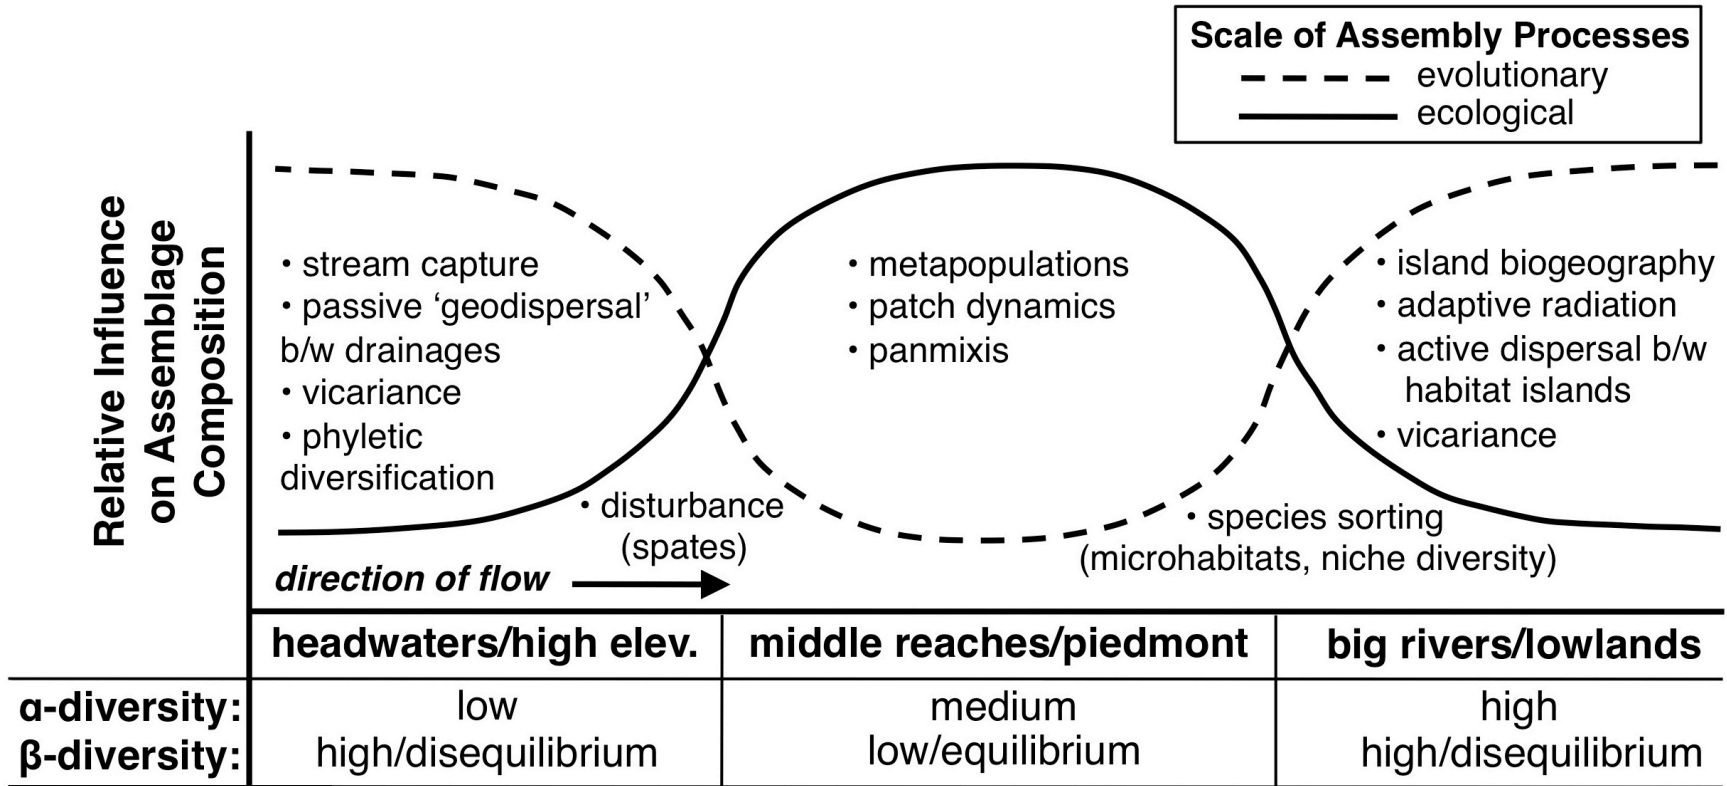 Scale of Assembly Processes
evolutionary
ecological
Relative Influence
on Assemblage
Composition
• stream capture
• passive ‘geodispersal’
b/w drainages
• vicariance
• phyletic
diversification
• disturbance
(spates)
• metapopulations
• patch dynamics
• panmixis
• island biogeography
• adaptive radiation
• active dispersal b/w
habitat islands
• vicariance
• species sorting
(microhabitats, niche diversity)
direction of flow
headwaters/high elev. middle reaches/piedmont big rivers/lowlands
α-diversity: low medium high
β-diversity: high/disequilibrium low/equilibrium high/disequilibrium